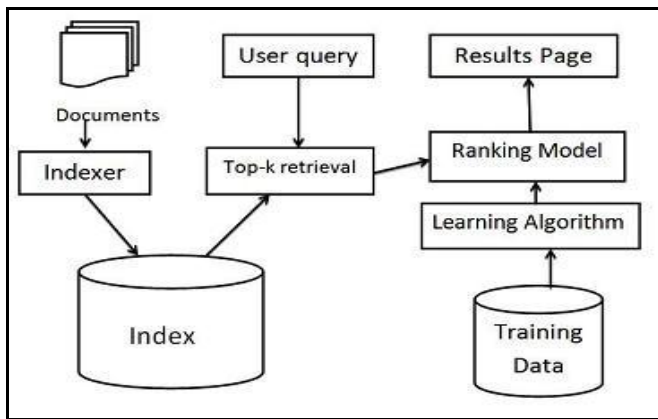 User query
Results Page
Documents
Indexer
Top-k retrieval
Ranking Model
Learning Algorithm
Index
Training
Data